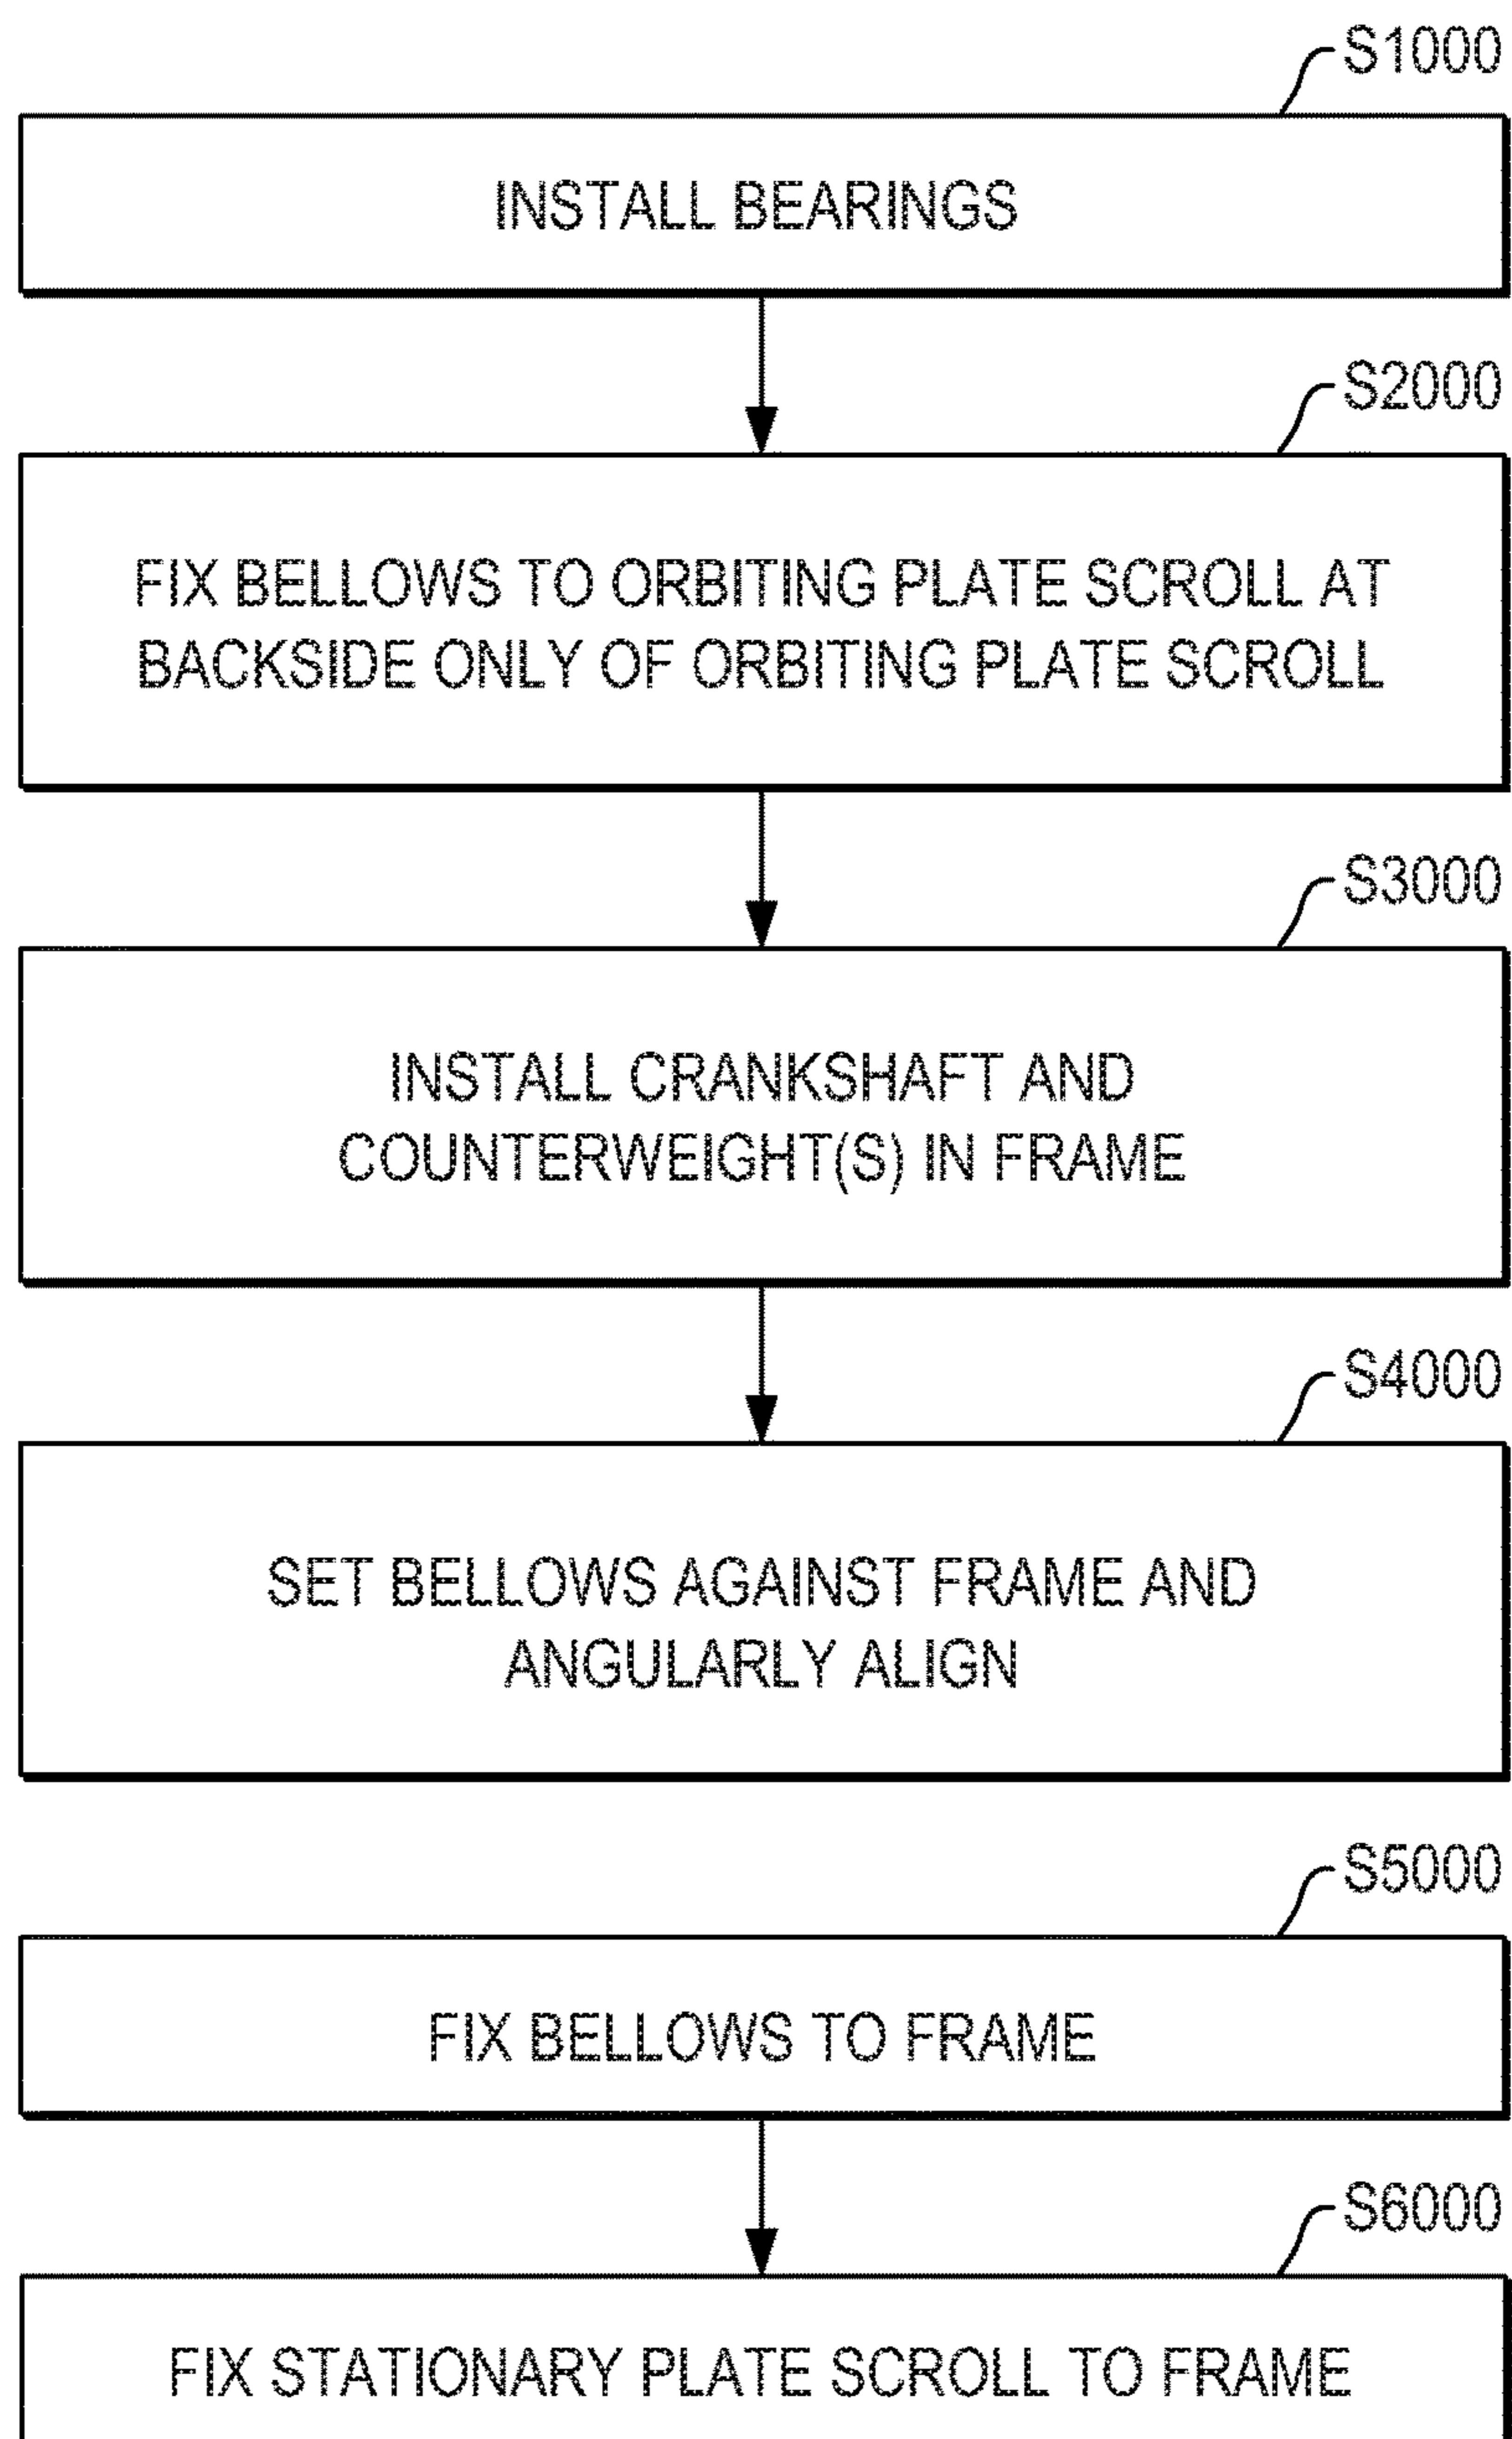 S1000
INSTALL BEARINGS
S2000
FIX BELLOWS TO ORBITING PLATE SCROLL AT
BACKSIDE ONLY OF ORBITING PLATE SCROLL
S3000
INSTALL CRANKSHAFT AND
COUNTERWEIGHT(S) IN FRAME
S4000
SET BELLOWS AGAINST FRAME AND
ANGULARLY ALIGN
S5000
FIX BELLOWS TO FRAME
S6000
FIX STATIONARY PLATE SCROLL TO FRAME